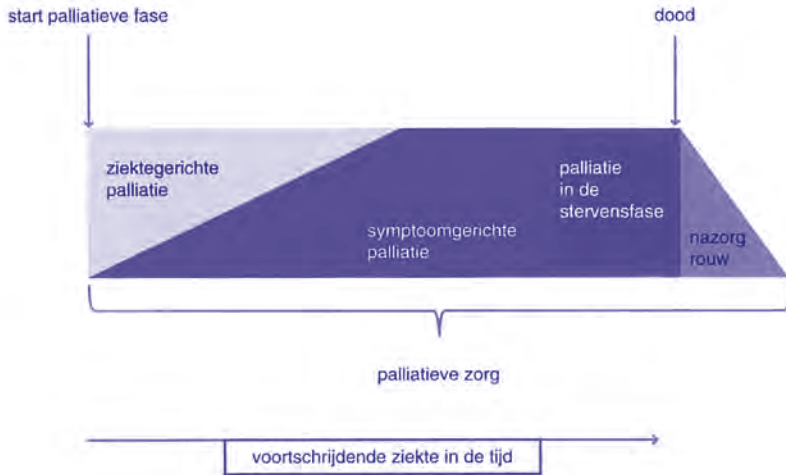 start palliatieve fase
dood
ziektegerichte
palliatie
palliatie
in de
stervensfase
symptoomgerichte
palliatie
nazorg
rouw
palliatieve zorg
voortschrijdende ziekte in de tijd